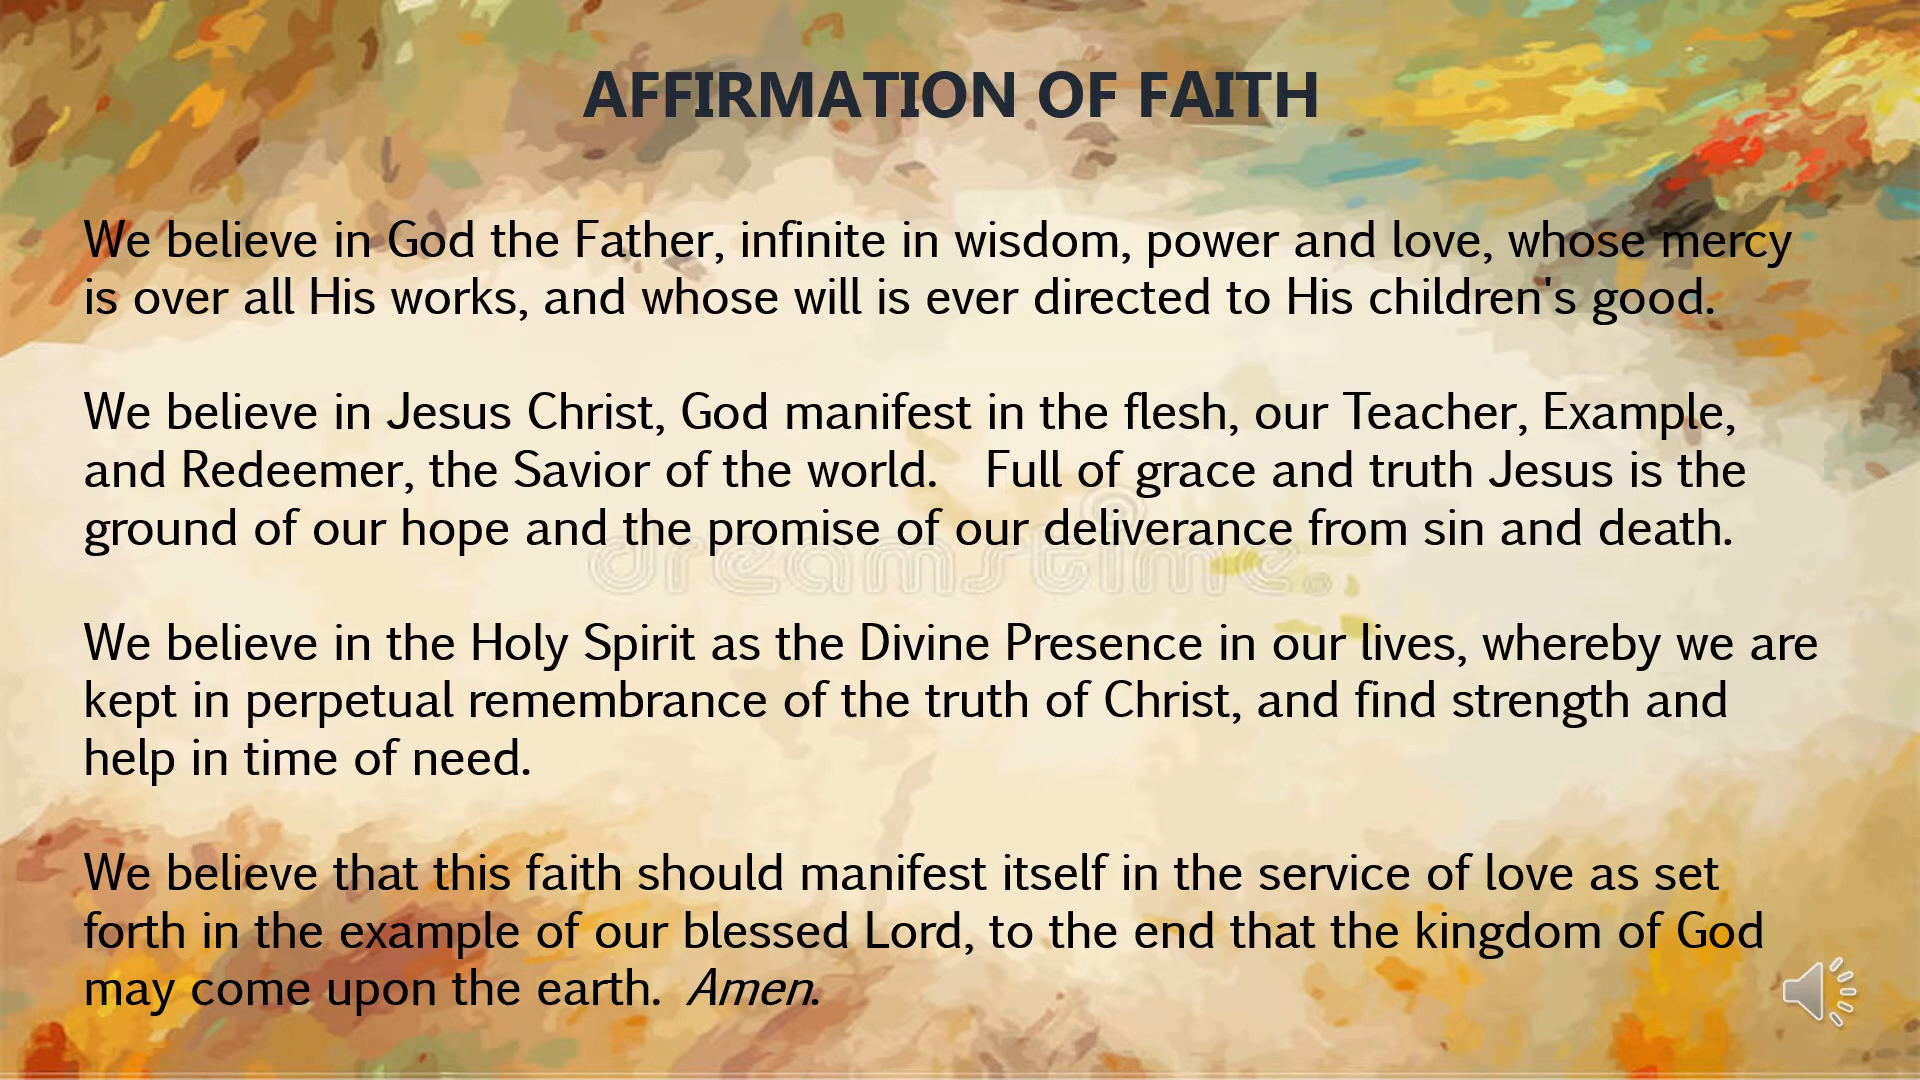 AFFIRMATION OF FAITH
We believe in God the Father, infinite in wisdom, power and love, whose mercy
is over all His works, and whose will is ever directed to His children's good.
We believe in Jesus Christ, God manifest in the flesh, our Teacher, Example,
and Redeemer, the Savior of the world.   Full of grace and truth Jesus is the
ground of our hope and the promise of our deliverance from sin and death.
dreamstime.
We believe in the Holy Spirit as the Divine Presence in our lives, whereby we are
kept in perpetual remembrance of the truth of Christ, and find strength and
help in time of need.
We believe that this faith should manifest itself in the service of love as set
forth in the example of our blessed Lord, to the end that the kingdom of God
may come upon the earth.  Amen.